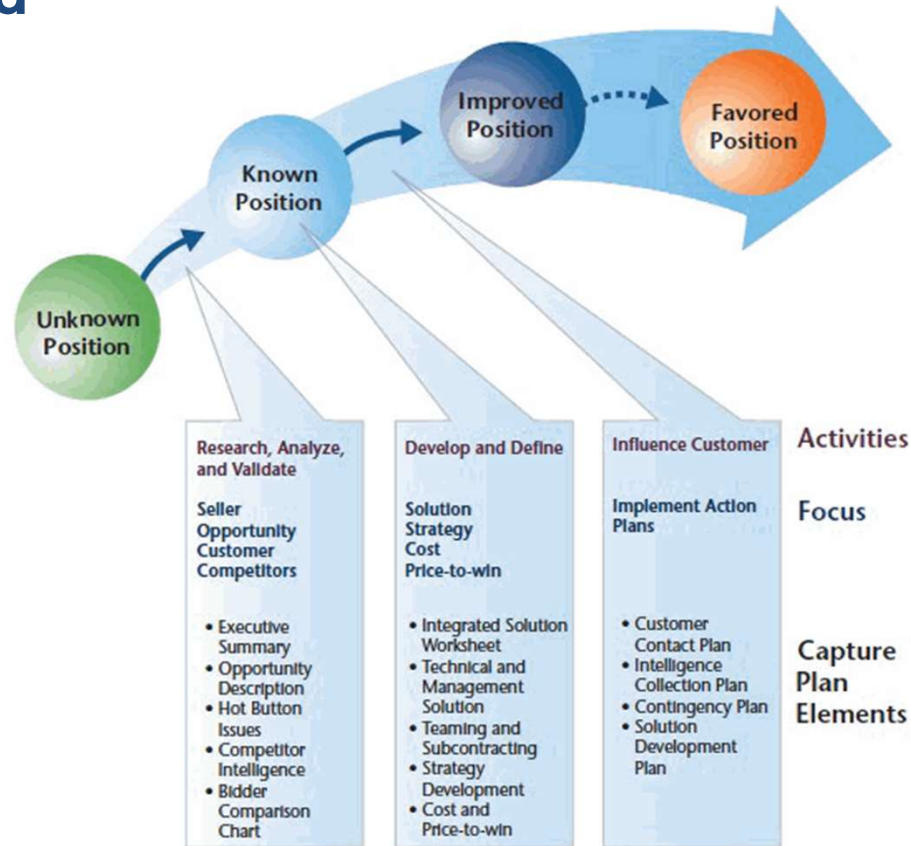 Improved
Position
Favored
Position
Known
Position
Unknown
Position
Research, Analyze,
and Validate
Seller
Opportunity
Customer
Competitors
• Executive
Summary
• Opportunity
Description
• Hot Button
Issues
• Competitor
Intelligence
• Bidder
Comparison
Chart
Develop and Define
Solution
Strategy
Cost
Price-to-win
• Integrated Solution
Worksheet
• Technical and
Management
Solution
• Teaming and
Subcontracting
• Strategy
Development
• Cost and
Price-to-win
Influence Customer
Implement Action
Plans
• Customer
Contact Plan
• Intelligence
Collection Plan
• Contingency Plan
• Solution
Development
Plan
Activities
Focus
Capture
Plan
Elements